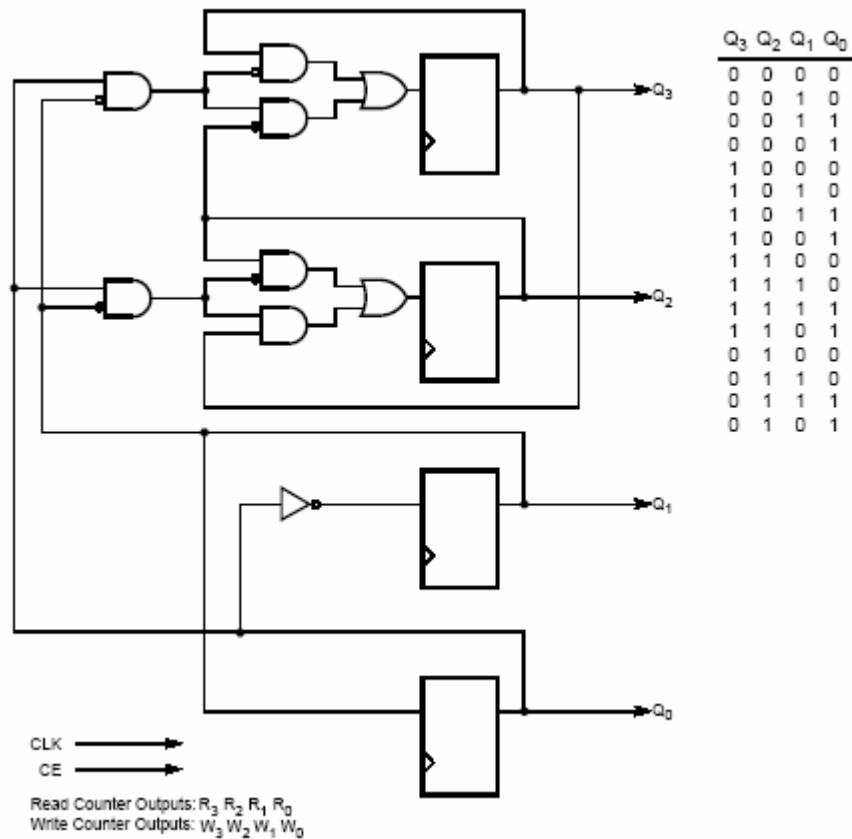 Q3 Q2 Q1 Q0
0 0 0 0
0 0 1 0
0 0 1 1
0 0 0 1
1 0 0 0
1 0 1 0
1 0 1 1
1 0 0 1
1 1 0 0
1 1 1 0
1 1 1 1
1 1 0 1
0 1 0 0
0 1 1 0
0 1 1 1
0 1 0 1
Q3
Q2
Q1
Q0
CLK
CE
Read Counter Outputs: R3 R2 R1 R0
Write Counter Outputs: W3 W2 W1 W0